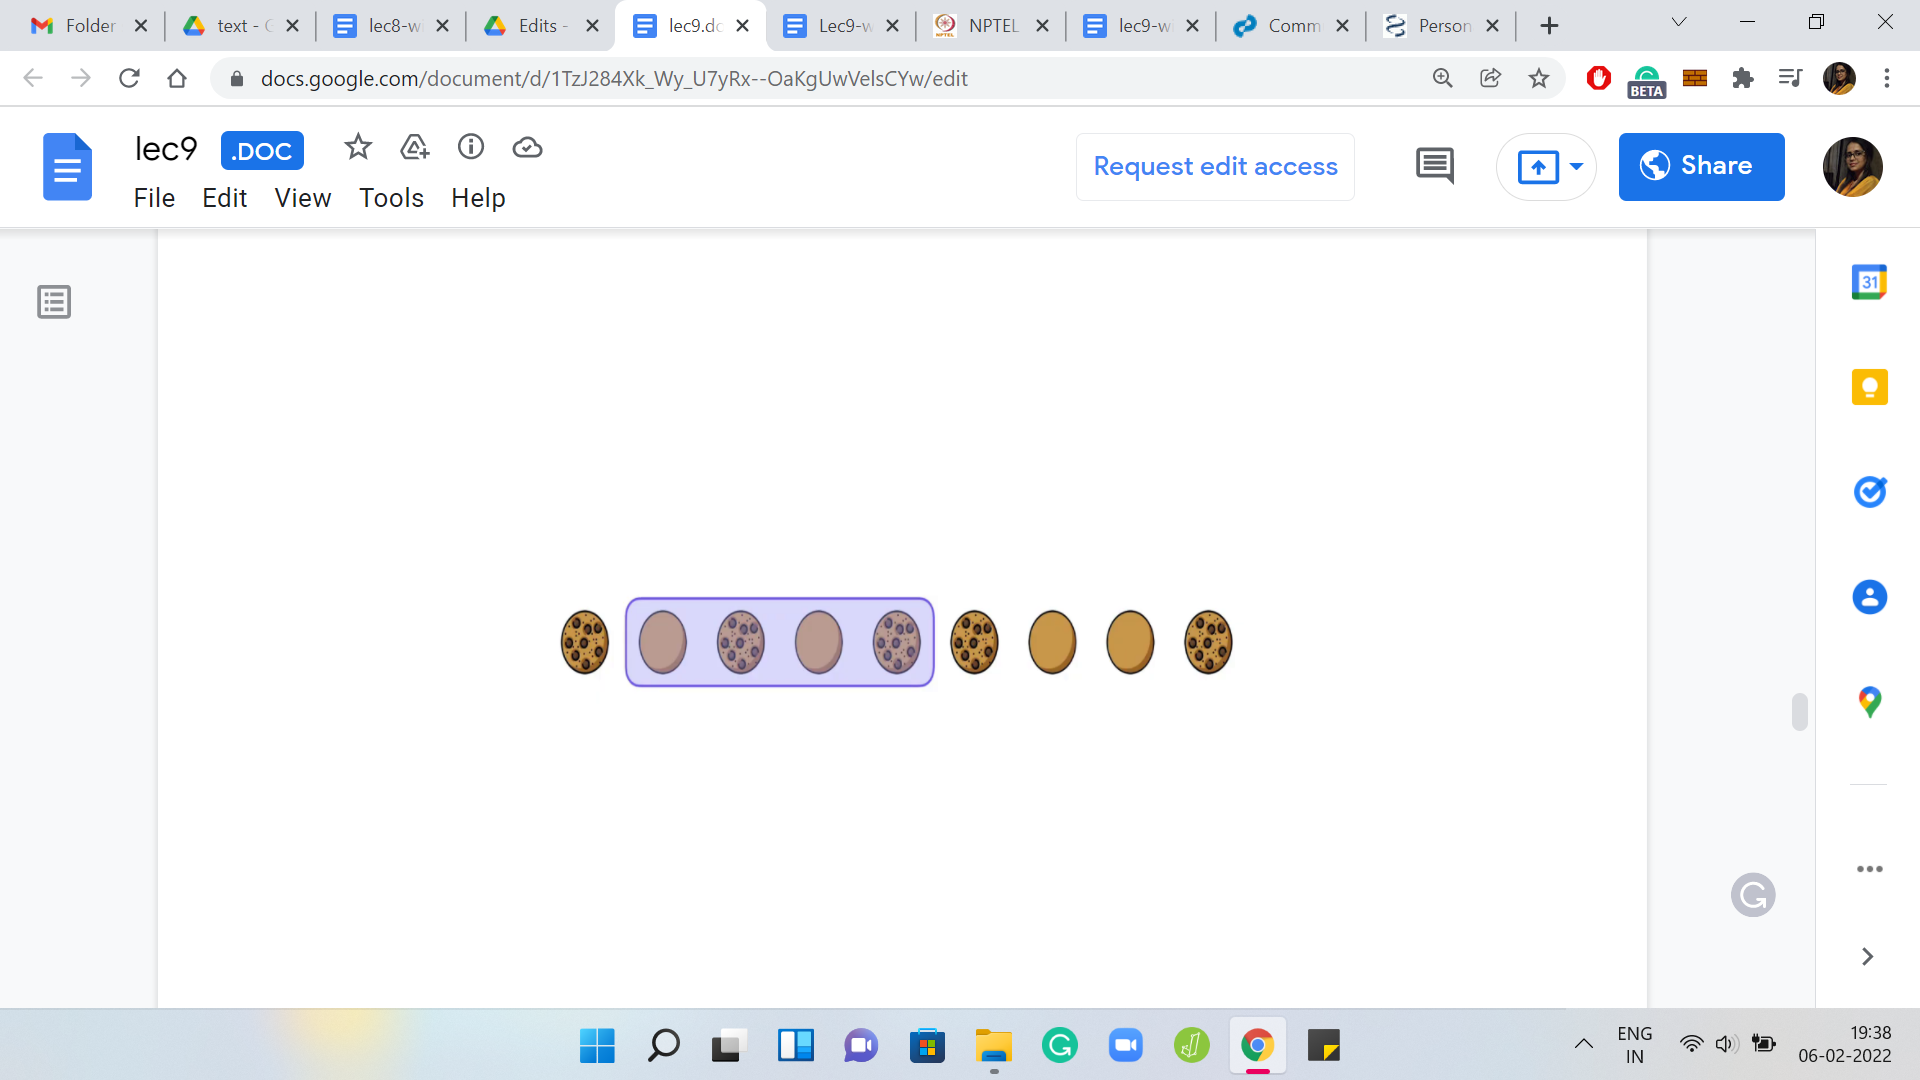 Folder
text - G
lec8-wi
Edits -
lec9.dc
Lec9-w
NPTEL
lec9-wi
Comm
Person
docs.google.com/document/d/1TzJ284Xk_Wy_U7yRx--OaKgUwVelsCYw/edit
BETA
lec9 .DOC
Request edit access
Share
File Edit View Tools Help
31
ENG
IN
19:38
06-02-2022